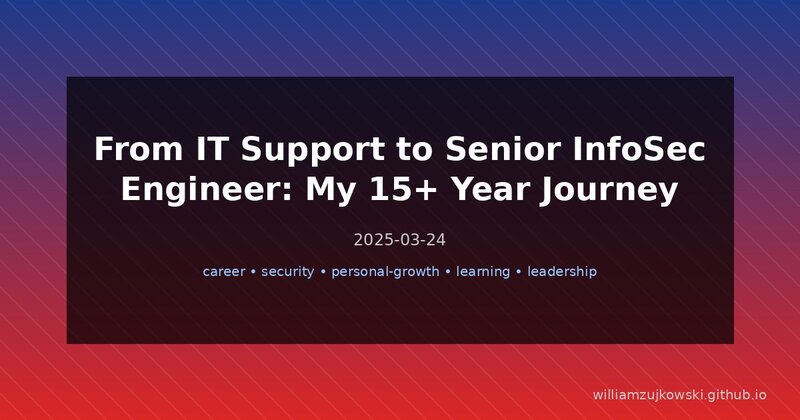 From IT Support to Senior InfoSec
Engineer: My 15+ Year Journey
2025-03-24
career • security • personal-growth • learning • leadership
williamzujkowski.github.io